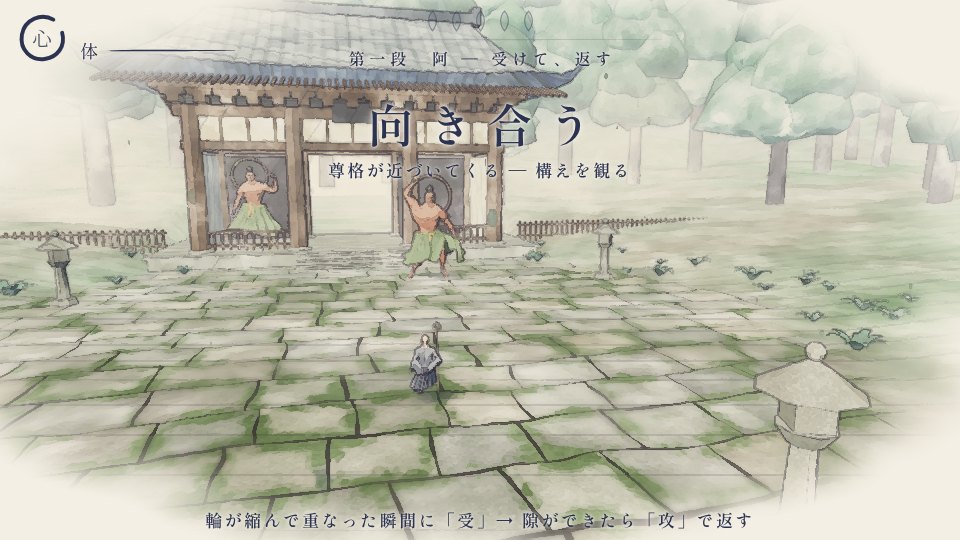 心
体
第一段 阿 — 受けて、返す
向き合う
尊格が近づいてくる — 構えを観る
輪が縮んで重なった瞬間に「受」→ 隙ができたら「攻」で返す